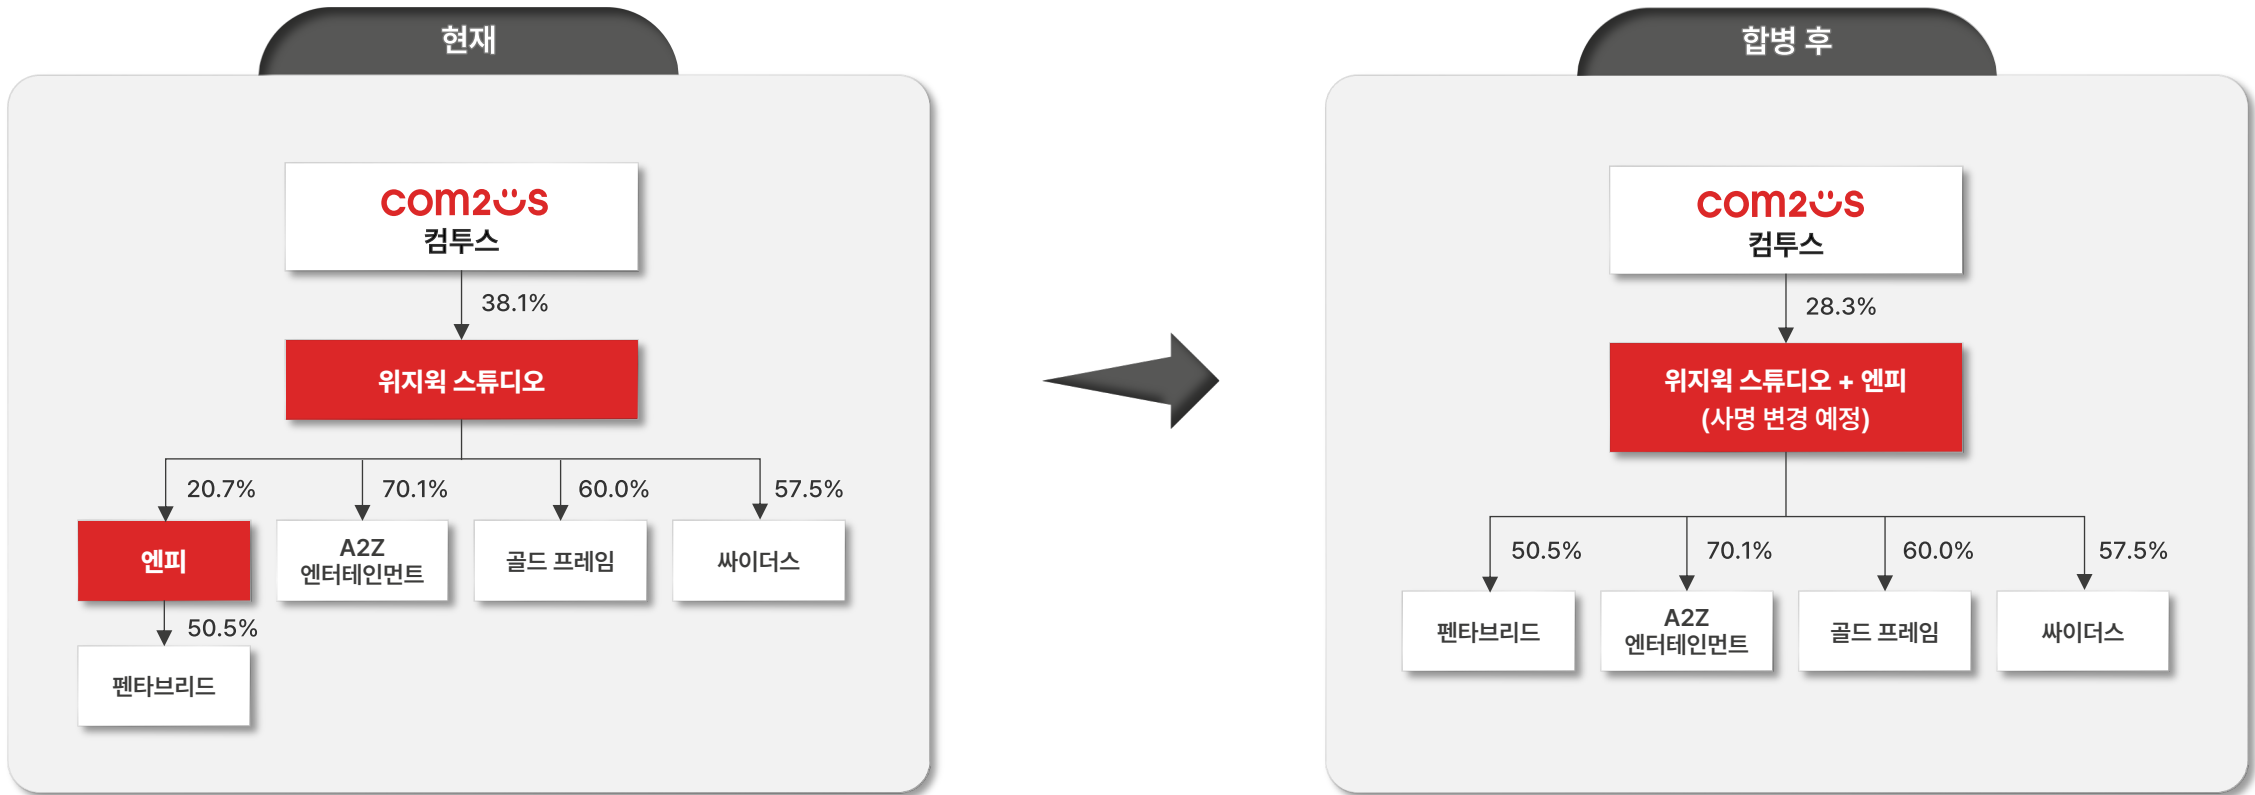 현재
com2us
컴투스
38.1%
위지윅 스튜디오
20.7%
70.1%
60.0%
57.5%
엔피
A2Z
엔터테인먼트
골드 프레임
싸이더스
50.5%
펜타브리드
합병 후
com2us
컴투스
28.3%
위지윅 스튜디오 + 엔피
(사명 변경 예정)
50.5%
70.1%
60.0%
57.5%
펜타브리드
A2Z
엔터테인먼트
골드 프레임
싸이더스